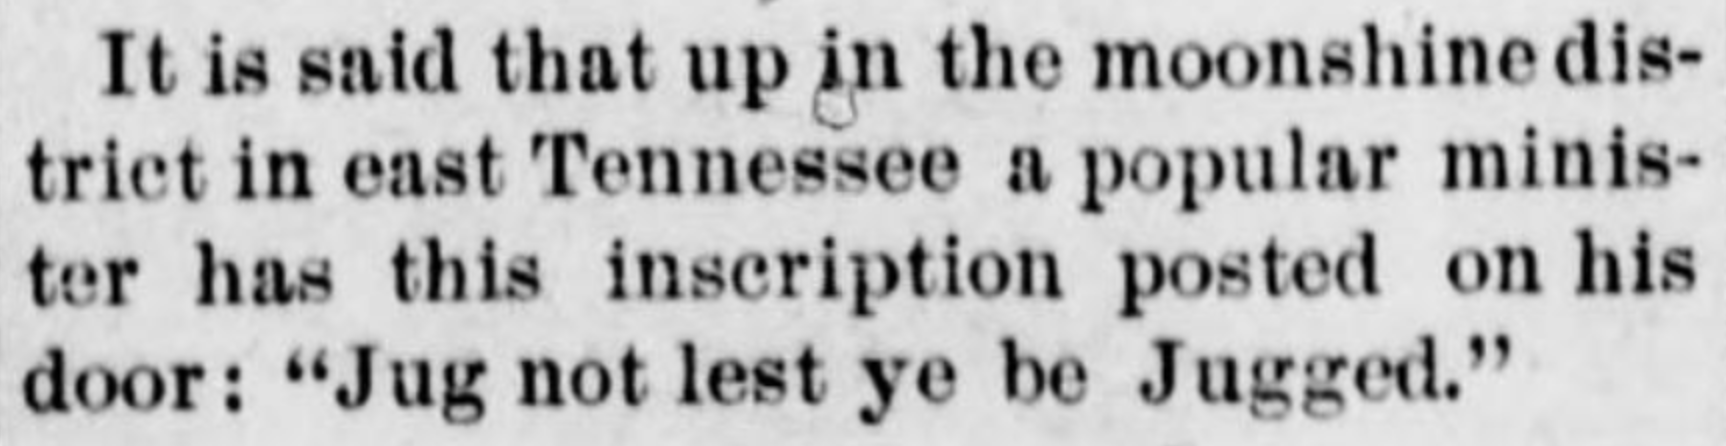 It is said that up in the moonshine dis-
trict in east Tennessee a popular minis-
ter has this inscription posted on his
door: “Jug not lest ye be Jugged.”